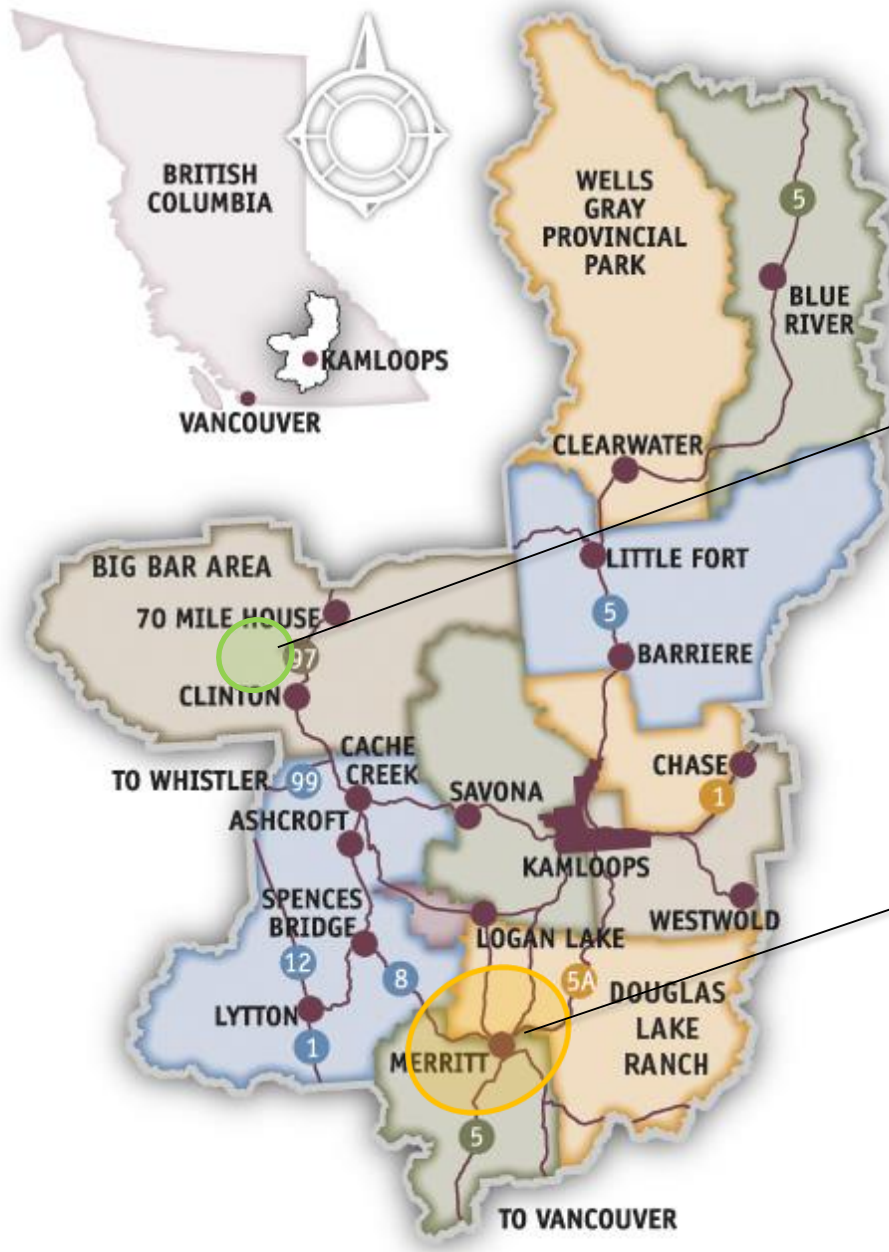 BRITISH
COLUMBIA
KAMLOOPS
VANCOUVER
WELLS
GRAY
PROVINCIAL
PARK
5
BLUE
RIVER
CLEARWATER
LITTLE FORT
BIG BAR AREA
70 MILE HOUSE
5
97
BARRIERE
CLINTON
CACHE
CREEK
CHASE
TO WHISTLER
99
SAVONA
1
ASHCROFT
KAMLOOPS
SPENCES
BRIDGE
WESTWOLD
LOGAN LAKE
12
8
5A
DOUGLAS
LAKE
RANCH
LYTTON
1
MERRITT
5
TO VANCOUVER